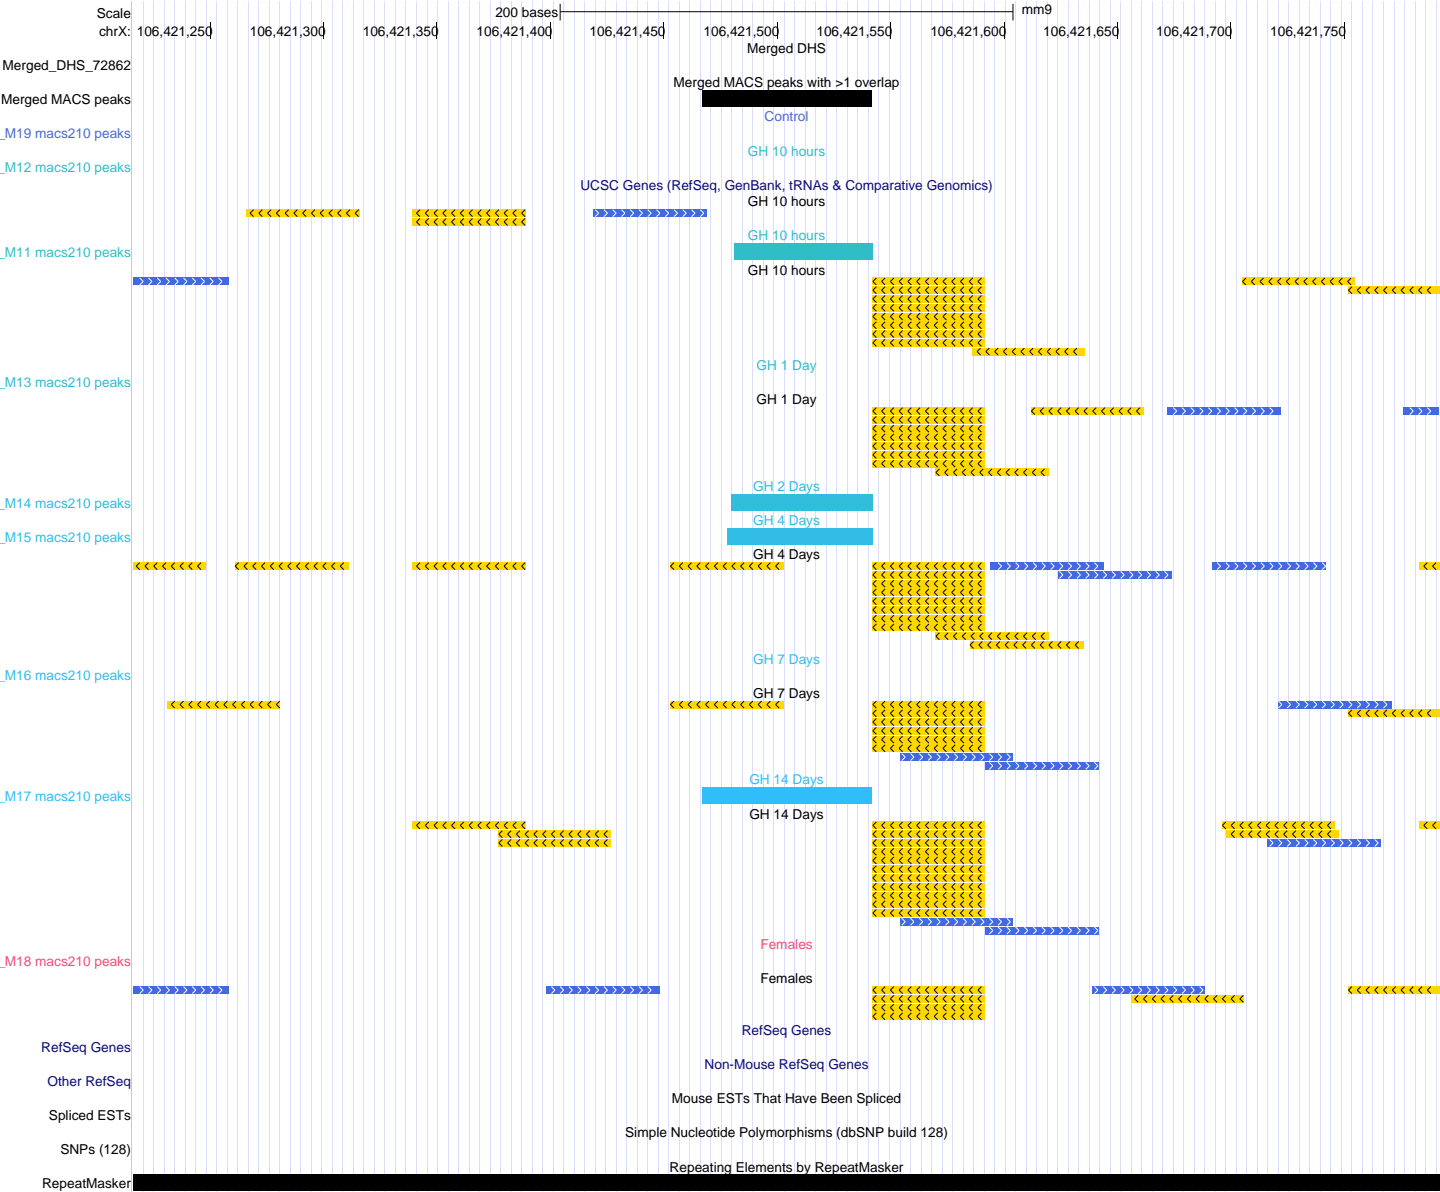 Scale 200 bases mm9
chrX: 106,421,250 106,421,300 106,421,350 106,421,400 106,421,450 106,421,500 106,421,550 106,421,600 106,421,650 106,421,700 106,421,750
Merged DHS
Merged_DHS_72862
Merged MACS peaks with >1 overlap
Merged MACS peaks
Control
_M19 macs210 peaks
GH 10 hours
_M12 macs210 peaks
UCSC Genes (RefSeq, GenBank, tRNAs & Comparative Genomics)
GH 10 hours
GH 10 hours
_M11 macs210 peaks
GH 10 hours
GH 1 Day
_M13 macs210 peaks
GH 1 Day
GH 2 Days
_M14 macs210 peaks
GH 4 Days
_M15 macs210 peaks
GH 4 Days
GH 7 Days
_M16 macs210 peaks
GH 7 Days
GH 14 Days
_M17 macs210 peaks
GH 14 Days
Females
_M18 macs210 peaks
Females
RefSeq Genes
RefSeq Genes
Non-Mouse RefSeq Genes
Other RefSeq
Mouse ESTs That Have Been Spliced
Spliced ESTs
Simple Nucleotide Polymorphisms (dbSNP build 128)
SNPs (128)
Repeating Elements by RepeatMasker
RepeatMasker